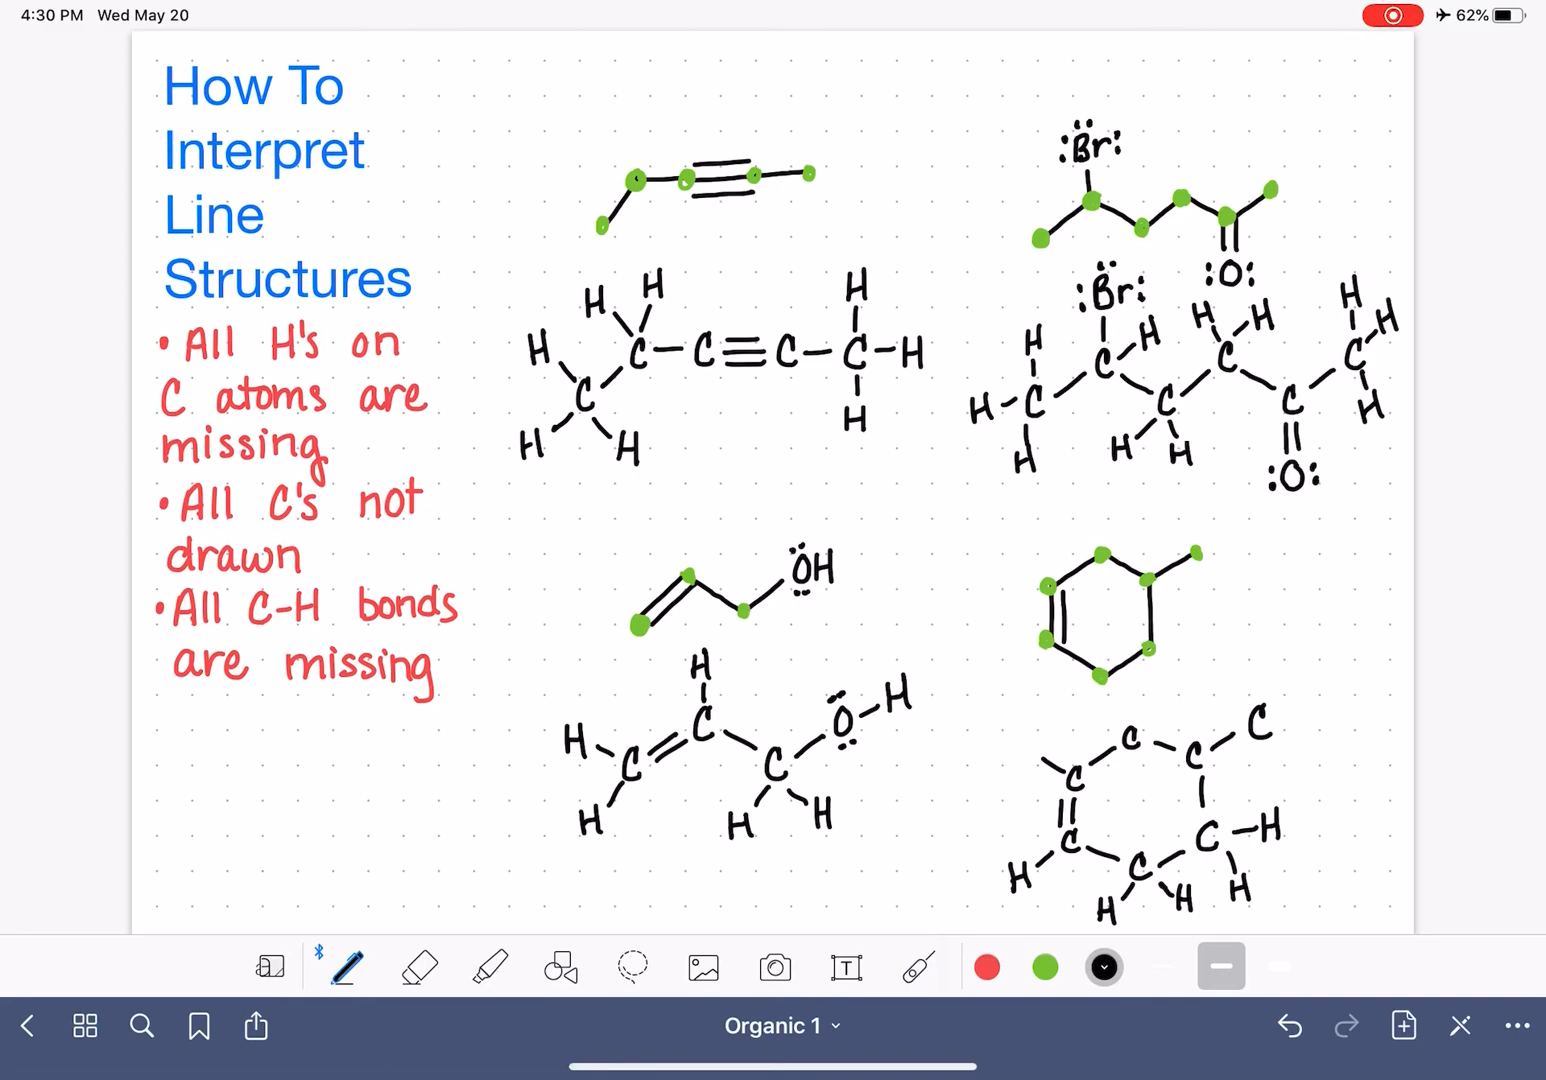 4:30 PM Wed May 20
62%
How To
Interpret
Line
Structures
• All H's on
C atoms are
missing
• All C's not
drawn
• All C-H bonds
are missing
:Br:
:O:
H H
H C-C≡C-C-H
C
H H
H
H
:Br:
H H H H H H
H-C C C C C C
H H H H
:O:
OH
H
H C=C C O-H
H H H
C C C C
C C-H
H C H H H
T
Organic 1